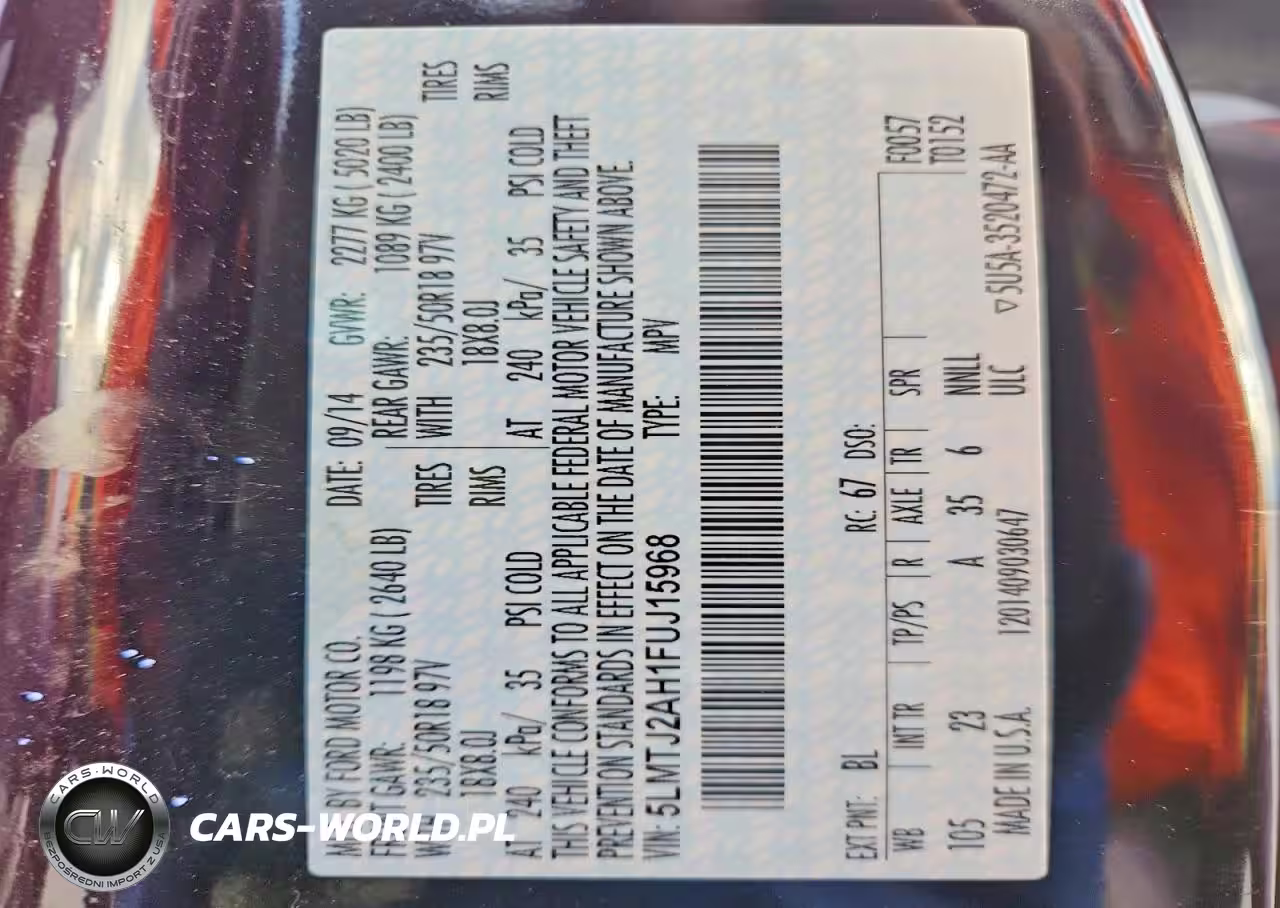 MFD. BY FORD MOTOR CO. DATE: 09/14 GVWR: 2277 KG ( 5020 LB)
FRONT GAWR: 1198 KG ( 2640 LB) REAR GAWR: 1089 KG ( 2400 LB)
WITH 235/50R18 97V TIRES WITH 235/50R18 97V TIRES
18X8.0J RIMS 18X8.0J RIMS
AT 240 kPa/ 35 PSI COLD AT 240 kPa/ 35 PSI COLD
THIS VEHICLE CONFORMS TO ALL APPLICABLE FEDERAL MOTOR VEHICLE SAFETY AND THEFT
PREVENTION STANDARDS IN EFFECT ON THE DATE OF MANUFACTURE SHOWN ABOVE.
VIN: 5LMTJ2AH1FUJ15968 TYPE: MPV
EXT PNT: BL RC: 67 DSO:
WB INT TR TP/PS R AXLE TR SPR F0057
T0152
105 23 A 35 6 NNLL
MADE IN U.S.A. 1201409030647 ULC ▽5U5A-3520472-AA
CARS-WORLD
CW
BEZPOŚREDNI IMPORT Z USA
CARS-WORLD.PL